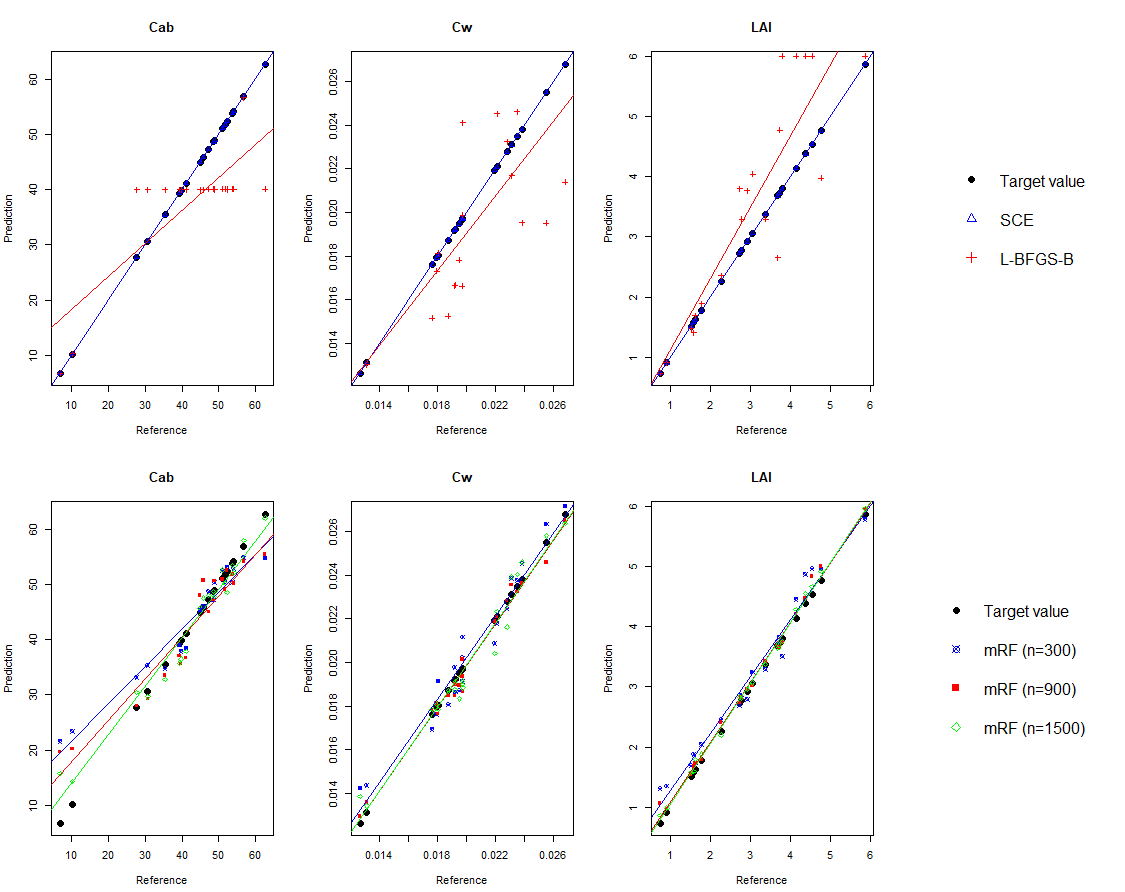 Cab Cw LAI
Prediction 10 20 30 40 50 60
10 20 30 40 50 60
Reference
Prediction 0.014 0.016 0.018 0.020 0.022 0.024 0.026
0.014 0.018 0.022 0.026
Reference
Prediction 1 2 3 4 5 6
1 2 3 4 5 6
Reference
Target value
SCE
L-BFGS-B
Cab Cw LAI
Prediction 10 20 30 40 50 60
10 20 30 40 50 60
Reference
Prediction 0.014 0.016 0.018 0.020 0.022 0.024 0.026
0.014 0.018 0.022 0.026
Reference
Prediction 1 2 3 4 5 6
1 2 3 4 5 6
Reference
Target value
mRF (n=300)
mRF (n=900)
mRF (n=1500)